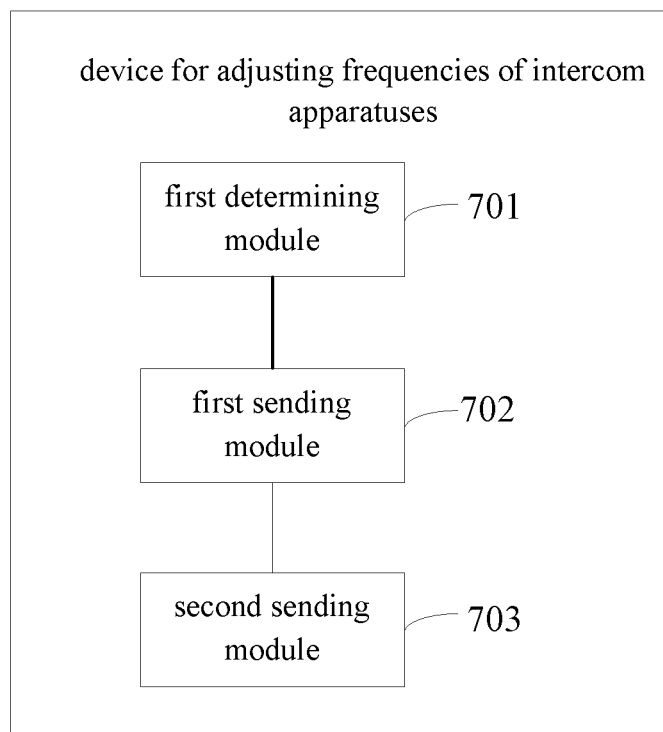 device for adjusting frequencies of intercom
apparatuses
first determining
module
701
first sending
module
702
second sending
module
703